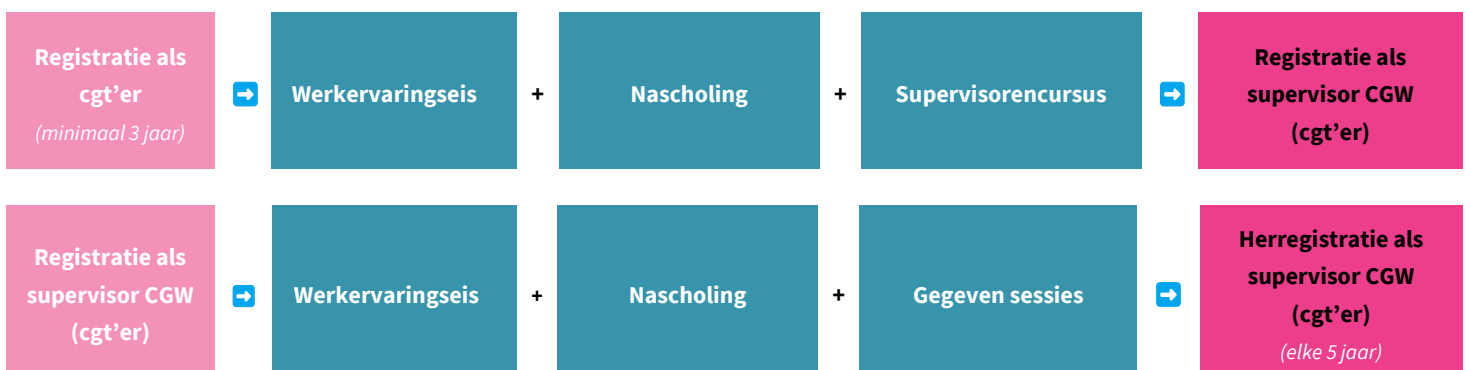 Registratie als
cgt’er
(minimaal 3 jaar)
➡ Werkervaringseis + Nascholing + Supervisorencursus ➡
Registratie als
supervisor CGW
(cgt’er)
Registratie als
supervisor CGW
(cgt’er)
➡ Werkervaringseis + Nascholing + Gegeven sessies ➡
Herregistratie als
supervisor CGW
(cgt’er)
(elke 5 jaar)